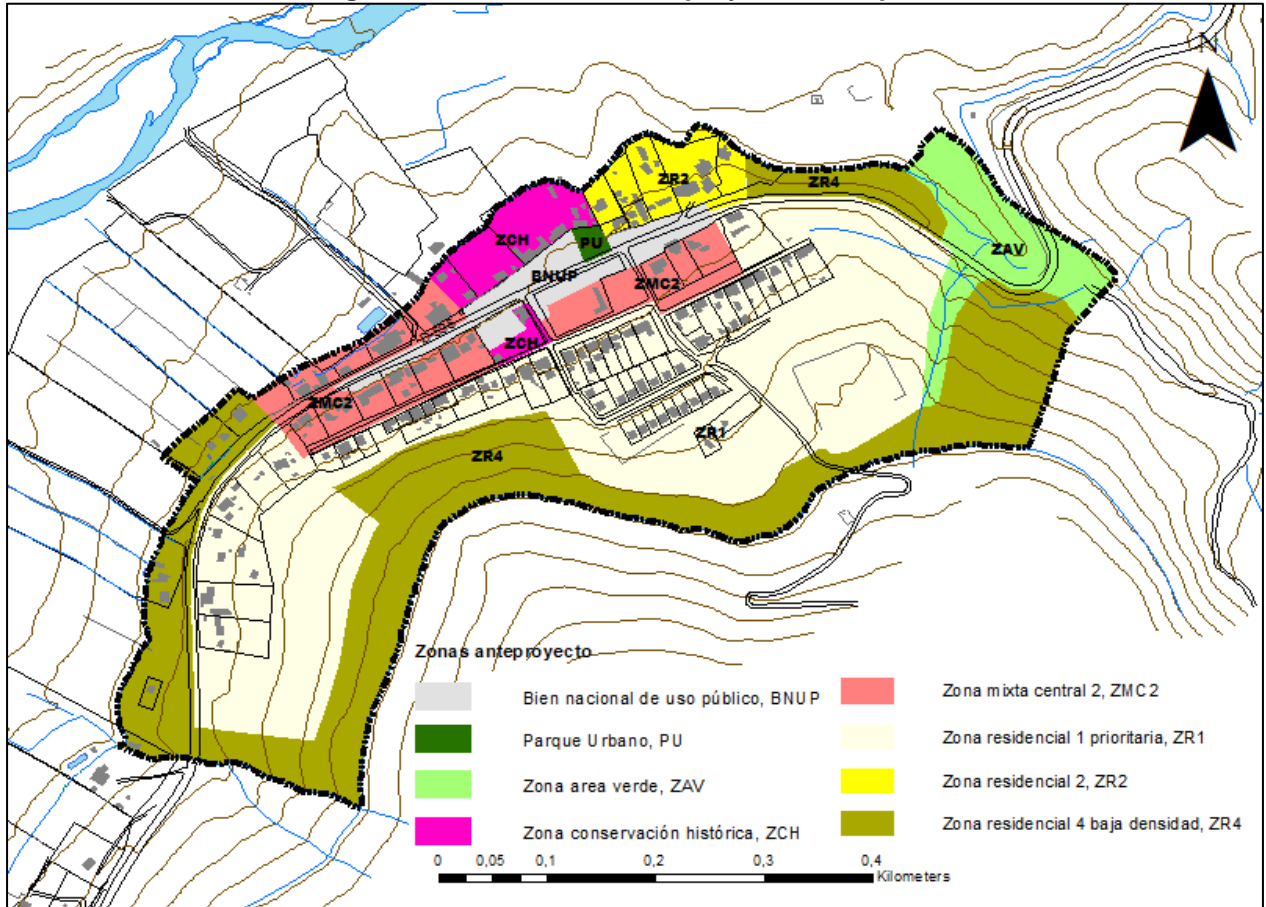 N
ZR2
ZR4
ZCH
PU
ZAV
BNUP
ZMC2
ZCH
ZMC2
ZR1
ZR4
Zonas anteproyecto
Bien nacional de uso público, BNUP
Parque Urbano, PU
Zona area verde, ZAV
Zona conservación histórica, ZCH
Zona mixta central 2, ZMC2
Zona residencial 1 prioritaria, ZR1
Zona residencial 2, ZR2
Zona residencial 4 baja densidad, ZR4
0 0,05 0,1 0,2 0,3 0,4
Kilometers